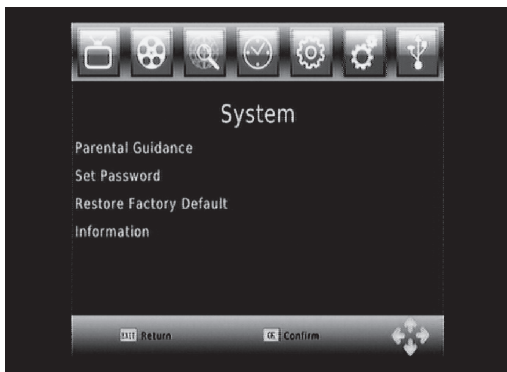 System
Parental Guidance
Set Password
Restore Factory Default
Information
EXIT Return OK Confirm